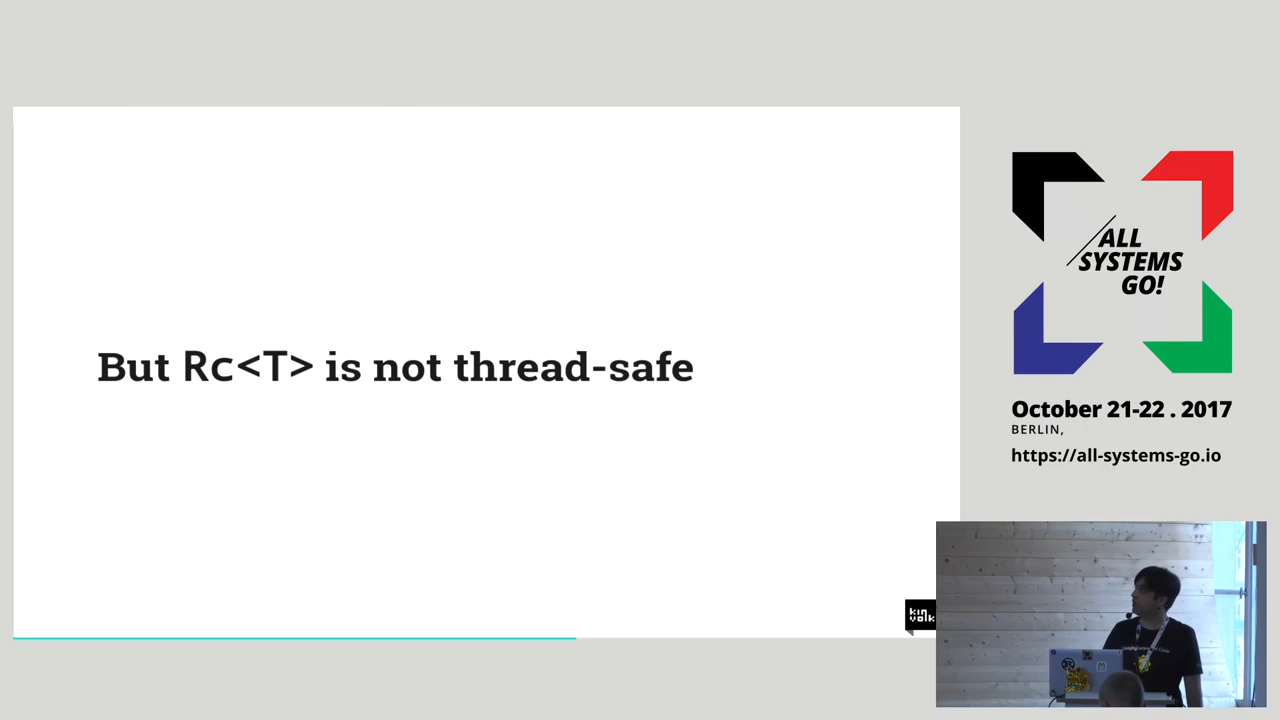 But Rc<T> is not thread-safe
kin
volk
ALL
SYSTEMS
GO!
October 21-22 . 2017
BERLIN,
https://all-systems-go.io